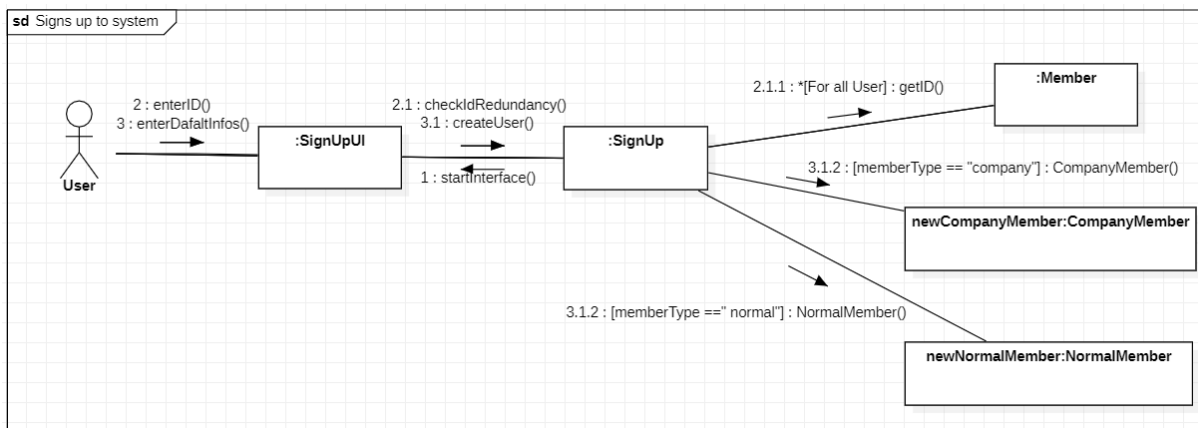 sd Signs up to system
:Member
2.1.1 : *[For all User] : getID()
2 : enterID()
3 : enterDafaltInfos()
2.1 : checkIdRedundancy()
3.1 : createUser()
:SignUpUI
:SignUp
1 : startInterface()
User
3.1.2 : [memberType == "company"] : CompanyMember()
newCompanyMember:CompanyMember
3.1.2 : [memberType ==" normal"] : NormalMember()
newNormalMember:NormalMember